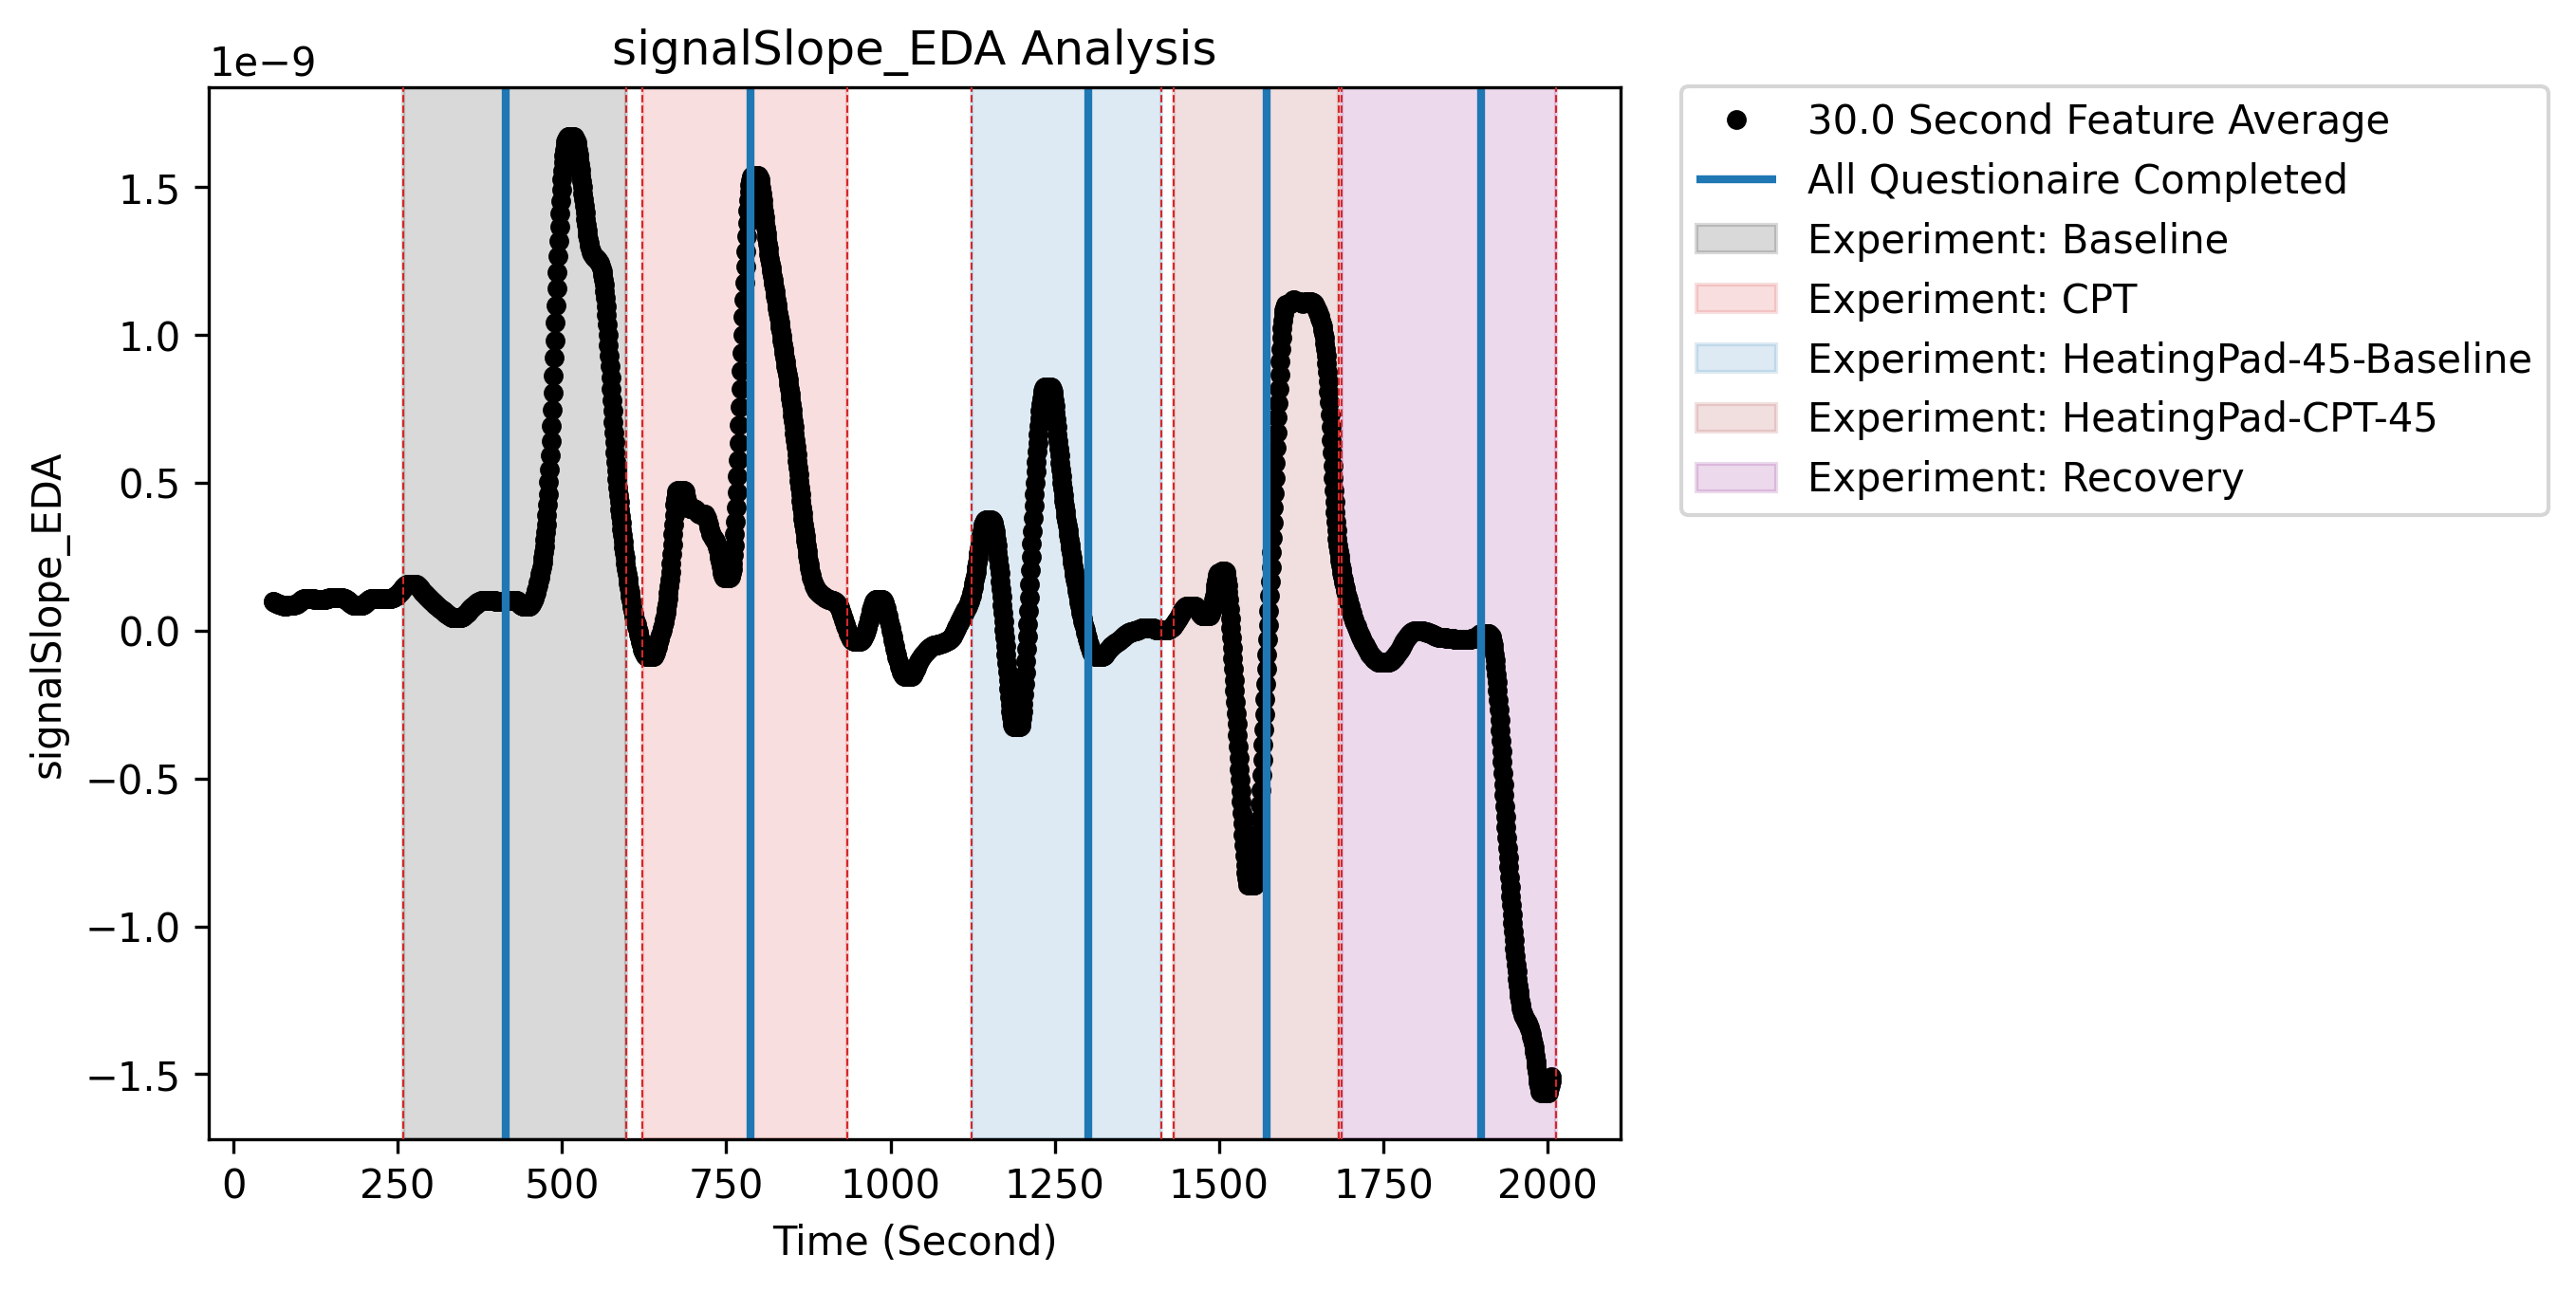 signalSlope_EDA Analysis
1e−9
1.5
1.0
0.5
0.0
−0.5
−1.0
−1.5
signalSlope_EDA
0 250 500 750 1000 1250 1500 1750 2000
Time (Second)
30.0 Second Feature Average
All Questionaire Completed
Experiment: Baseline
Experiment: CPT
Experiment: HeatingPad-45-Baseline
Experiment: HeatingPad-CPT-45
Experiment: Recovery